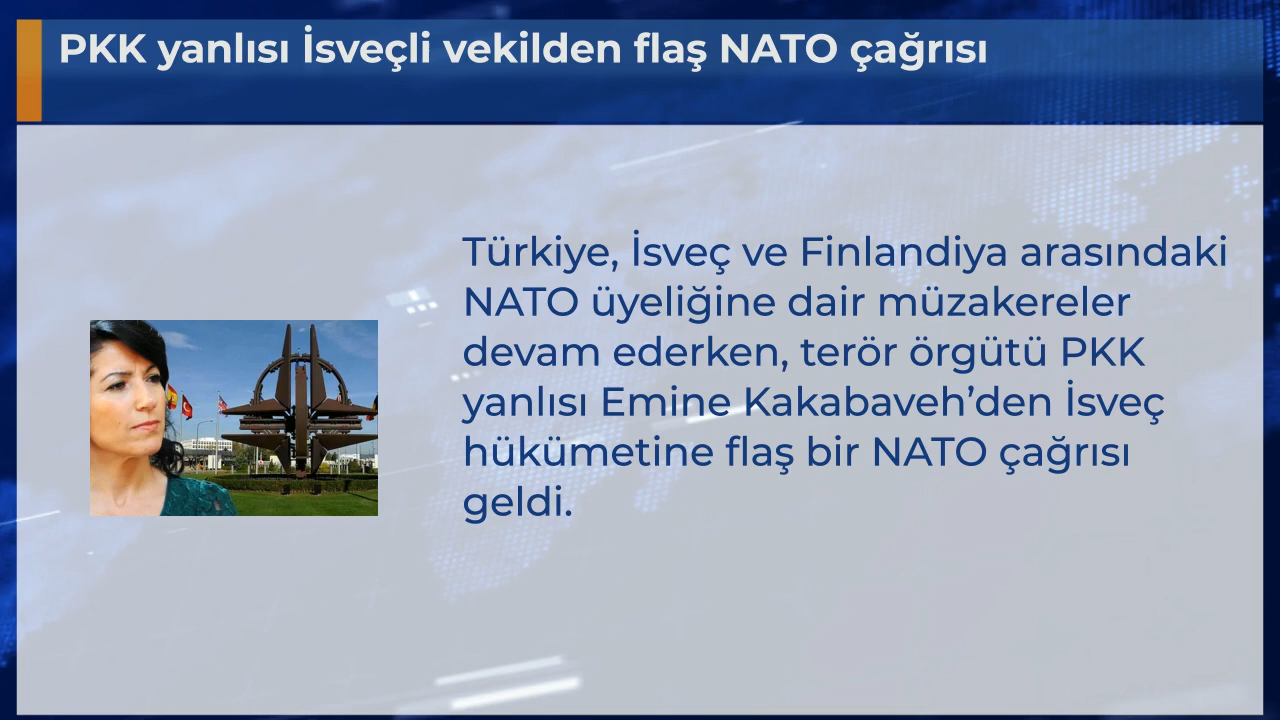 PKK yanlısı İsveçli vekilden flaş NATO çağrısı
Türkiye, İsveç ve Finlandiya arasındaki
NATO üyeliğine dair müzakereler
devam ederken, terör örgütü PKK
yanlısı Emine Kakabaveh’den İsveç
hükümetine flaş bir NATO çağrısı
geldi.